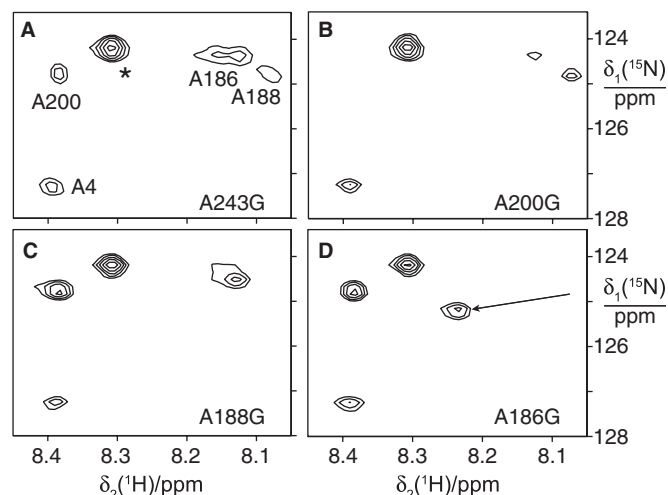 A
B
A186
A188
A200
*
A4
A243G
A200G
124
δ₁(¹⁵N)
ppm
126
128
C
D
A188G
A186G
124
δ₁(¹⁵N)
ppm
126
128
8.4 8.3 8.2 8.1
8.4 8.3 8.2 8.1
δ₂(¹H)/ppm
δ₂(¹H)/ppm